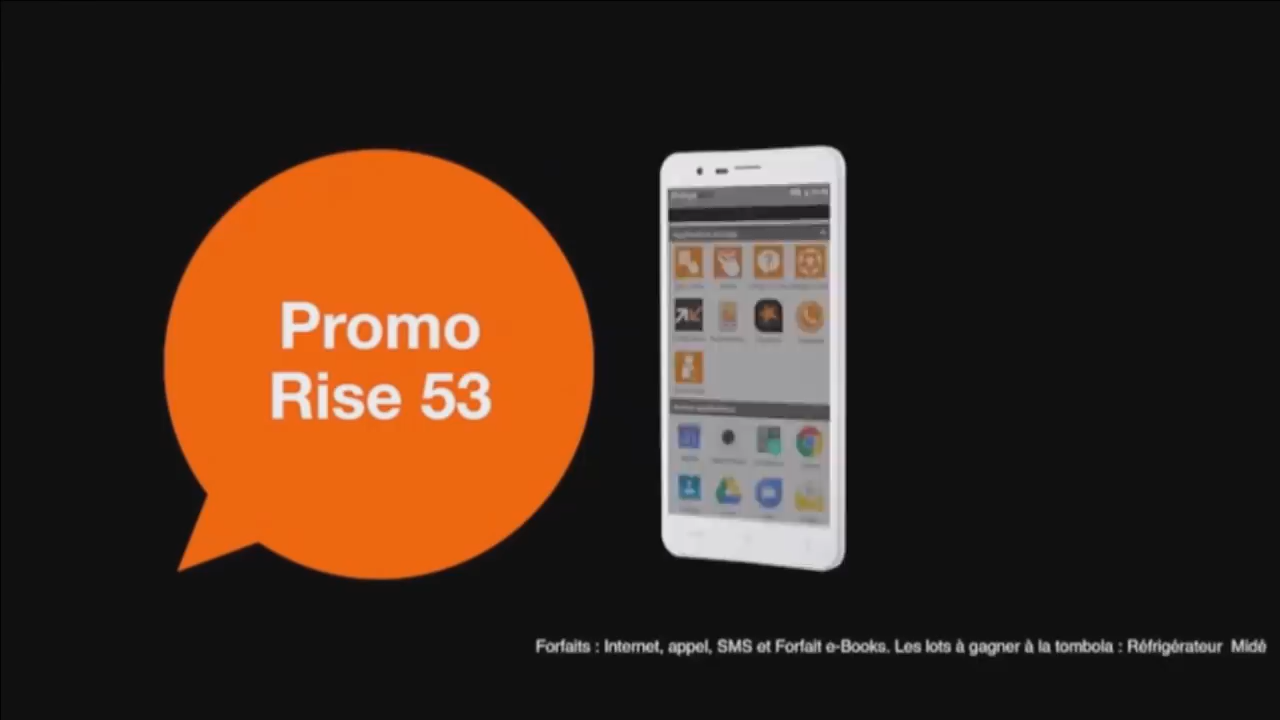 Promo
Rise 53
Forfaits : Internet, appel, SMS et Forfait e-Books. Les lots à gagner à la tombola : Réfrigérateur Midé